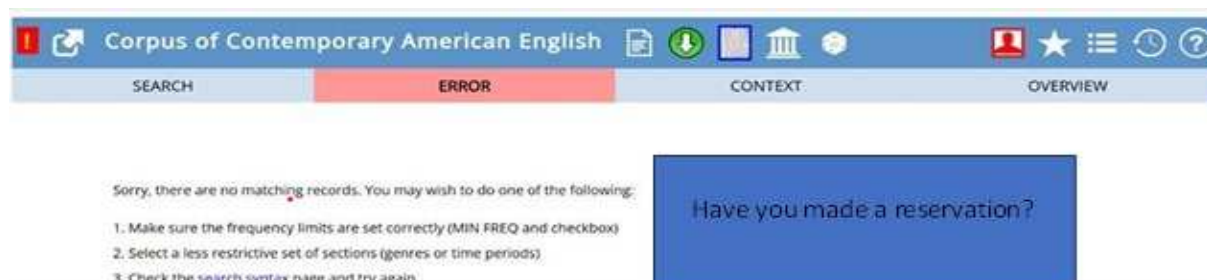 Corpus of Contemporary American English
SEARCH ERROR CONTEXT OVERVIEW
Sorry, there are no matching records. You may wish to do one of the following:
1. Make sure the frequency limits are set correctly (MIN FREQ and checkbox)
2. Select a less restrictive set of sections (genres or time periods)
3. Check the search syntax page and try again
Have you made a reservation?